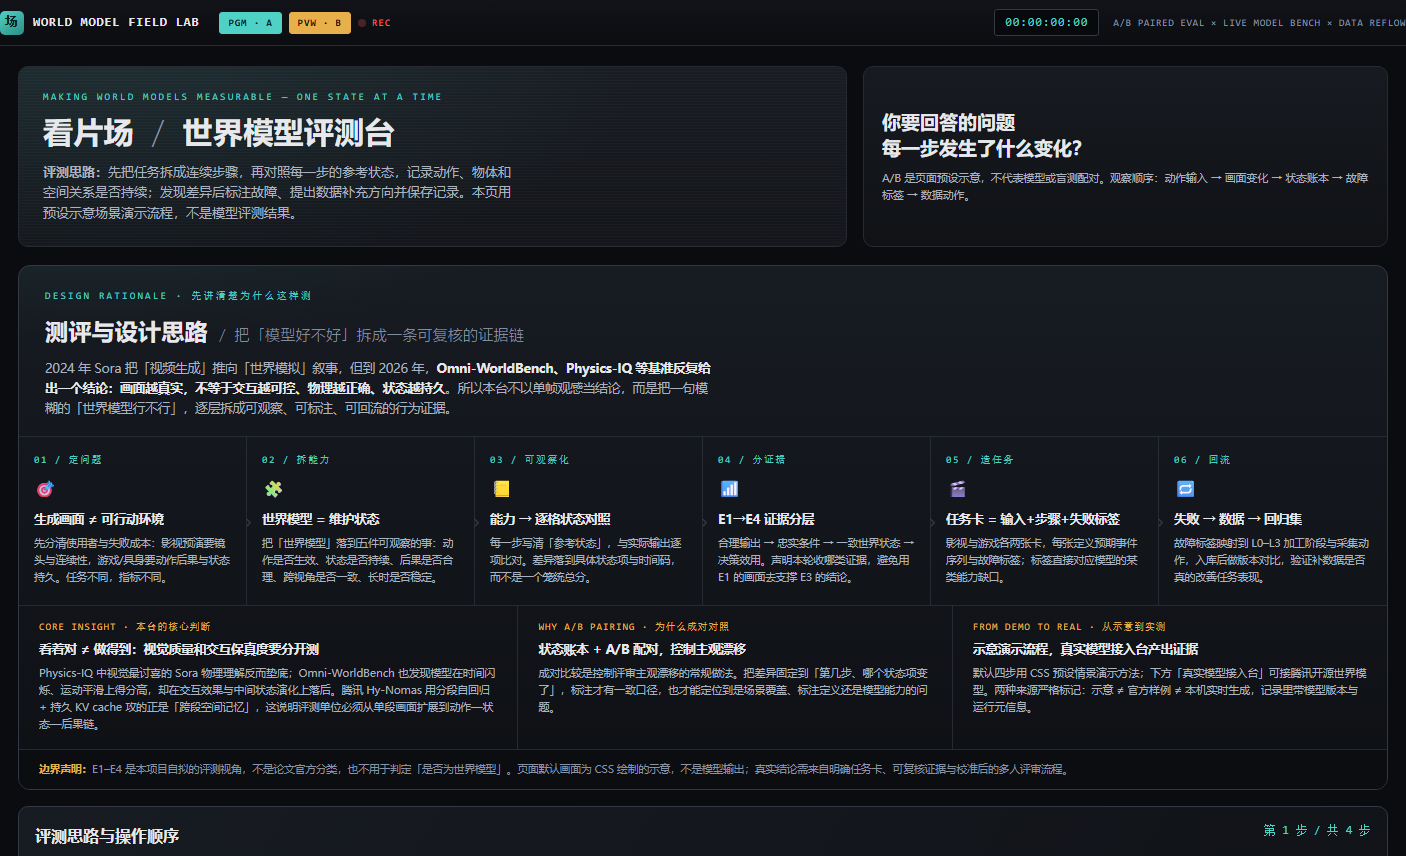 场 WORLD MODEL FIELD LAB PGM · A PVW · B REC 00:00:00:00 A/B PAIRED EVAL × LIVE MODEL BENCH × DATA REFLOW
MAKING WORLD MODELS MEASURABLE — ONE STATE AT A TIME
看片场 / 世界模型评测台
评测思路：先把任务拆成连续步骤，再对照每一步的参考状态，记录动作、物体和
空间关系是否持续；发现差异后标注故障、提出数据补充方向并保存记录。本页用
预设示意场景演示流程，不是模型评测结果。
你要回答的问题
每一步发生了什么变化？
A/B 是页面预设示意，不代表模型或盲测配对。观察顺序：动作输入 → 画面变化 → 状态账本 → 故障
标签 → 数据动作。
DESIGN RATIONALE · 先讲清楚为什么这样测
测评与设计思路 / 把「模型好不好」拆成一条可复核的证据链
2024 年 Sora 把「视频生成」推向「世界模拟」叙事，但到 2026 年，Omni-WorldBench、Physics-IQ 等基准反复给
出一个结论：画面越真实，不等于交互越可控、物理越正确、状态越持久。所以本台不以单帧观感当结论，而是把一句模
糊的「世界模型行不行」，逐层拆成可观察、可标注、可回流的行为证据。
01 / 定问题
生成画面 ≠ 可行动环境
先分清使用者与失败成本：影视预演要镜
头与连续性，游戏/具身要动作后果与状态
持久。任务不同，指标不同。
02 / 拆能力
世界模型 = 维护状态
把「世界模型」落到五件可观察的事：动
作是否生效、状态是否持续、后果是否合
理、跨视角是否一致、长时是否稳定。
03 / 可观察化
能力 → 逐格状态对照
每一步写清「参考状态」，与实际输出逐
项比对。差异落到具体状态项与时间码，
而不是一个笼统总分。
04 / 分证据
E1→E4 证据分层
合理输出 → 忠实条件 → 一致世界状态 →
决策效用。声明本轮收哪类证据，避免用
E1 的画面去支撑 E3 的结论。
05 / 造任务
任务卡 = 输入+步骤+失败标签
影视与游戏各两张卡，每张定义预期事件
序列与故障标签；标签直接对应模型的某
类能力缺口。
06 / 回流
失败 → 数据 → 回归集
故障标签映射到 L0–L3 加工阶段与采集动
作，入库后做版本对比，验证补数据是否
真的改善任务表现。
CORE INSIGHT · 本台的核心判断
看着对 ≠ 做得到：视觉质量和交互保真度要分开测
Physics-IQ 中视觉最讨喜的 Sora 物理理解反而垫底；Omni-WorldBench 也发现模型在时间闪
烁、运动平滑上得分高，却在交互效果与中间状态演化上落后。腾讯 Hy-Nomas 用分段自回归
+ 持久 KV cache 攻的正是「跨段空间记忆」，这说明评测单位必须从单段画面扩展到动作—状
态—后果链。
WHY A/B PAIRING · 为什么成对对照
状态账本 + A/B 配对，控制主观漂移
成对比较是控制评审主观漂移的常规做法。把差异固定到「第几步、哪个状态项变
了」，标注才有一致口径，也才能定位到是场景覆盖、标注定义还是模型能力的问
题。
FROM DEMO TO REAL · 从示意到实测
示意演示流程，真实模型接入台产出证据
默认四步用 CSS 预设情景演示方法；下方「真实模型接入台」可接腾讯开源世界模
型。两种来源严格标记：示意 ≠ 官方样例 ≠ 本机实时生成，记录里带模型版本与
运行元信息。
边界声明：E1–E4 是本项目自拟的评测视角，不是论文官方分类，也不用于判定「是否为世界模型」。页面默认画面为 CSS 绘制的示意，不是模型输出；真实结论需来自明确任务卡、可复核证据与校准后的多人评审流程。
评测思路与操作顺序
第 1 步 / 共 4 步